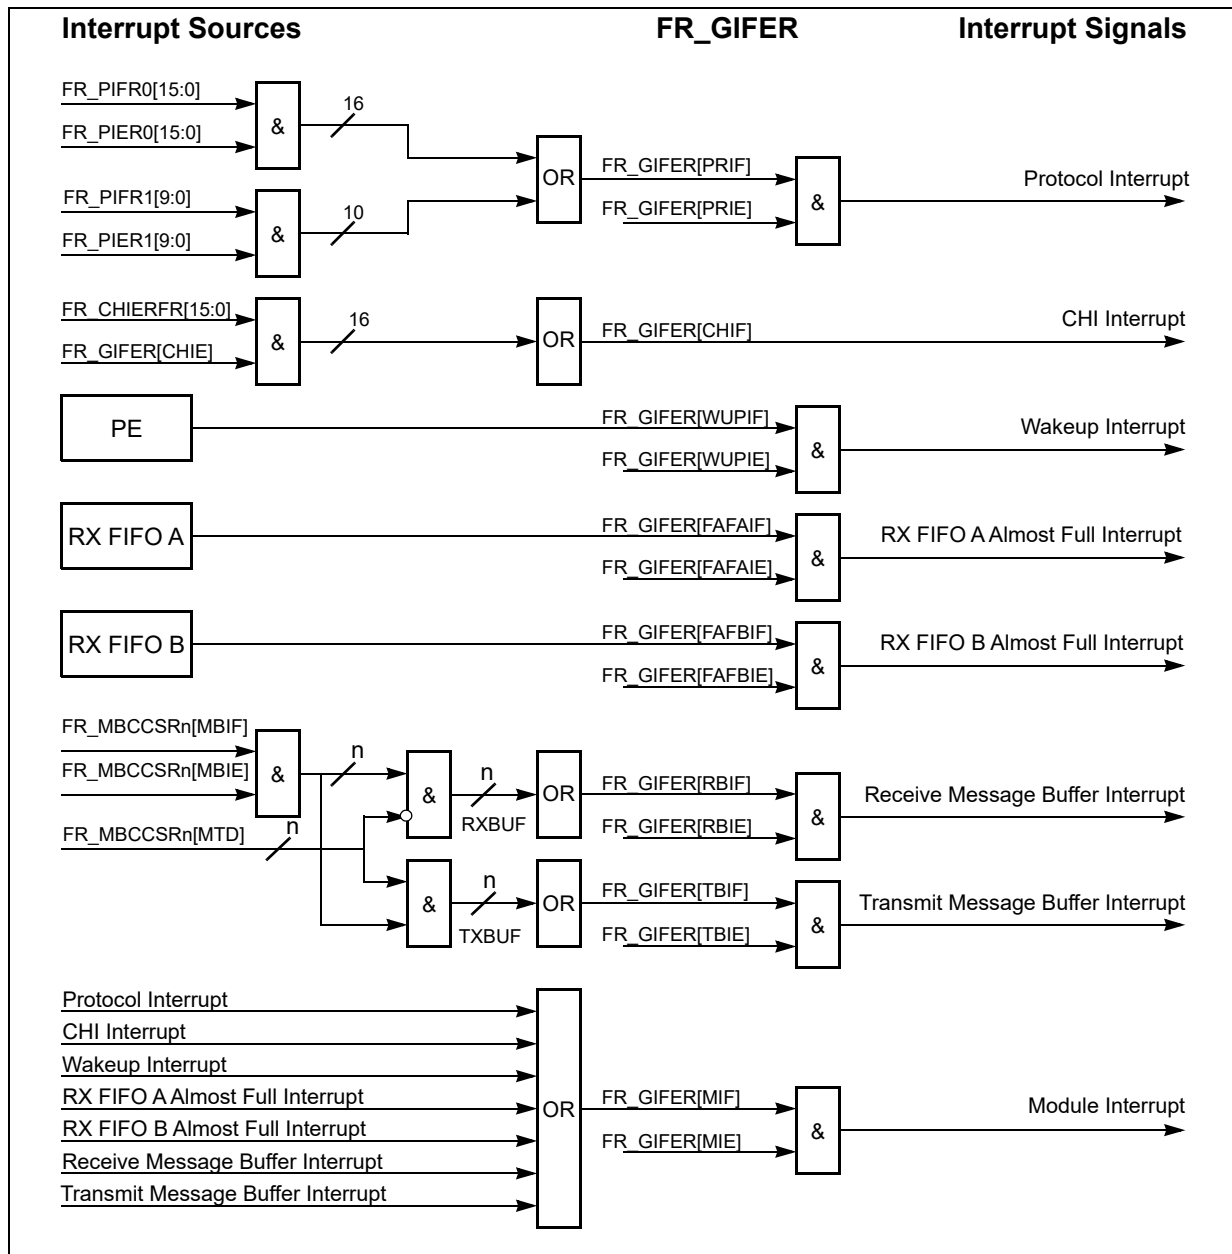 Interrupt Sources FR_GIFER Interrupt Signals
FR_PIFR0[15:0]
FR_PIER0[15:0]
&
16
FR_PIFR1[9:0]
FR_PIER1[9:0]
&
10
OR
FR_GIFER[PRIF]
FR_GIFER[PRIE]
&
Protocol Interrupt
FR_CHIERFR[15:0]
FR_GIFER[CHIE]
&
16
OR
FR_GIFER[CHIF]
CHI Interrupt
PE
FR_GIFER[WUPIF]
FR_GIFER[WUPIE]
&
Wakeup Interrupt
RX FIFO A
FR_GIFER[FAFAIF]
FR_GIFER[FAFAIE]
&
RX FIFO A Almost Full Interrupt
RX FIFO B
FR_GIFER[FAFBIF]
FR_GIFER[FAFBIE]
&
RX FIFO B Almost Full Interrupt
FR_MBCCSRn[MBIF]
FR_MBCCSRn[MBIE]
&
n
FR_MBCCSRn[MTD]
n
&
n
RXBUF
OR
FR_GIFER[RBIF]
FR_GIFER[RBIE]
&
Receive Message Buffer Interrupt
&
n
TXBUF
OR
FR_GIFER[TBIF]
FR_GIFER[TBIE]
&
Transmit Message Buffer Interrupt
Protocol Interrupt
CHI Interrupt
Wakeup Interrupt
RX FIFO A Almost Full Interrupt
RX FIFO B Almost Full Interrupt
Receive Message Buffer Interrupt
Transmit Message Buffer Interrupt
OR
FR_GIFER[MIF]
FR_GIFER[MIE]
&
Module Interrupt